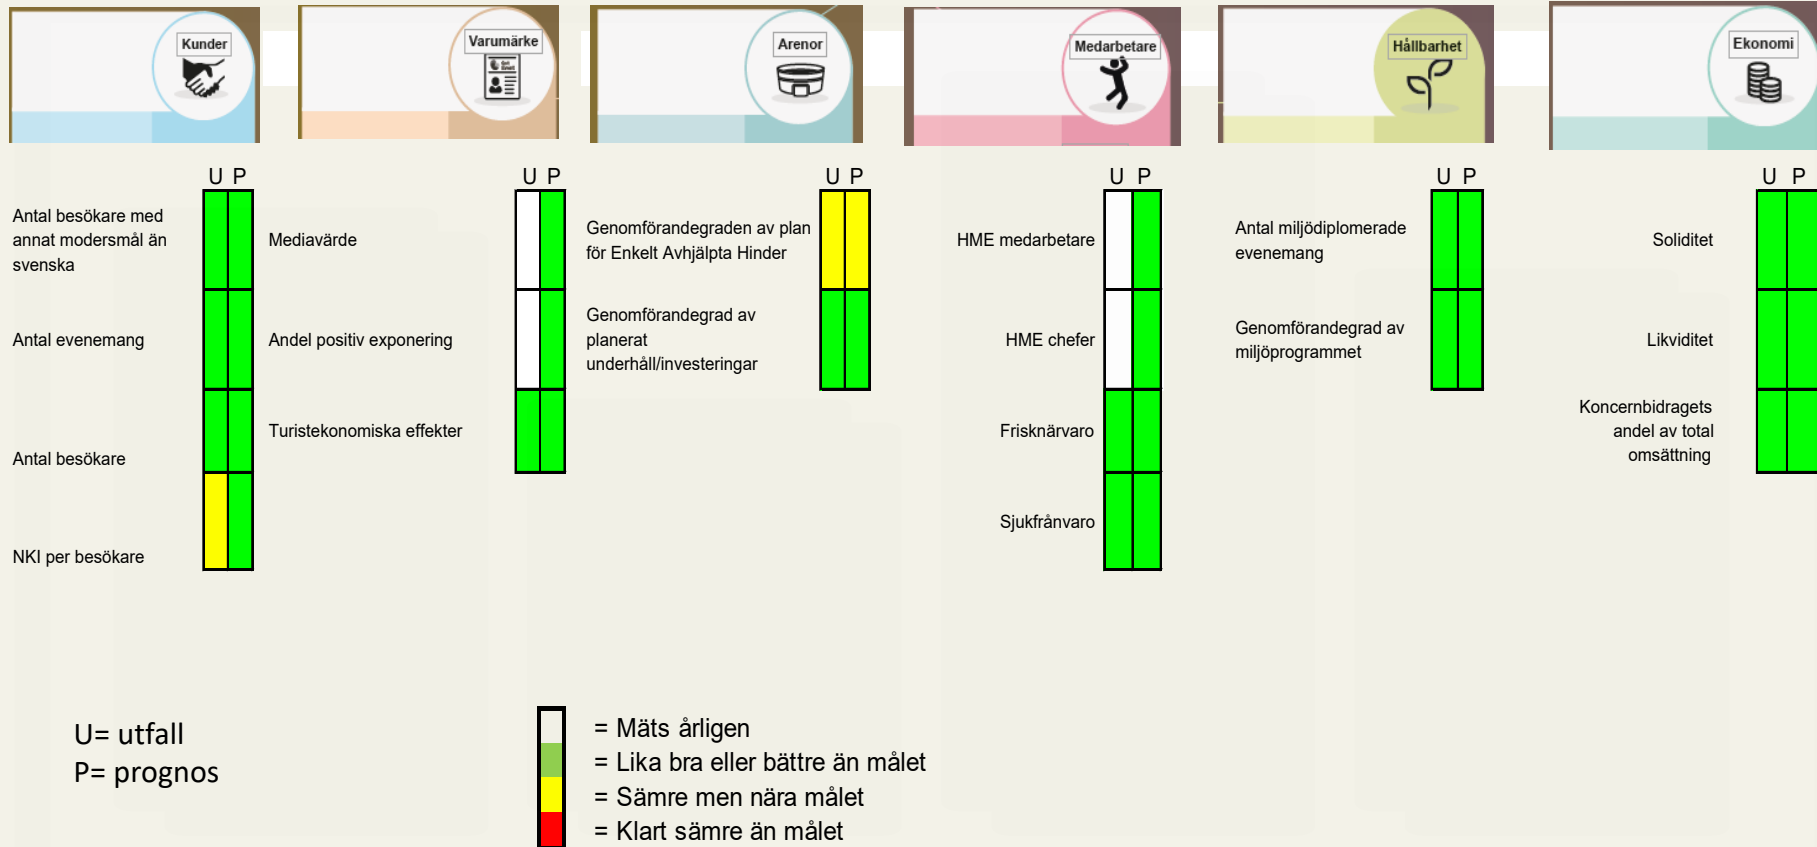 Kunder
Varumärke
Arenor
Medarbetare
Hållbarhet
Ekonomi
U P
Antal besökare med
annat modersmål än
svenska
Antal evenemang
Antal besökare
NKI per besökare
U P
Mediavärde
Andel positiv exponering
Turistekonomiska effekter
U P
Genomförandegraden av plan
för Enkelt Avhjälpta Hinder
Genomförandegrad av
planerat
underhåll/investeringar
U P
HME medarbetare
HME chefer
Frisknärvaro
Sjukfrånvaro
U P
Antal miljödiplomerade
evenemang
Genomförandegrad av
miljöprogrammet
U P
Soliditet
Likviditet
Koncernbidragets
andel av total
omsättning
U= utfall
P= prognos
= Mäts årligen
= Lika bra eller bättre än målet
= Sämre men nära målet
= Klart sämre än målet